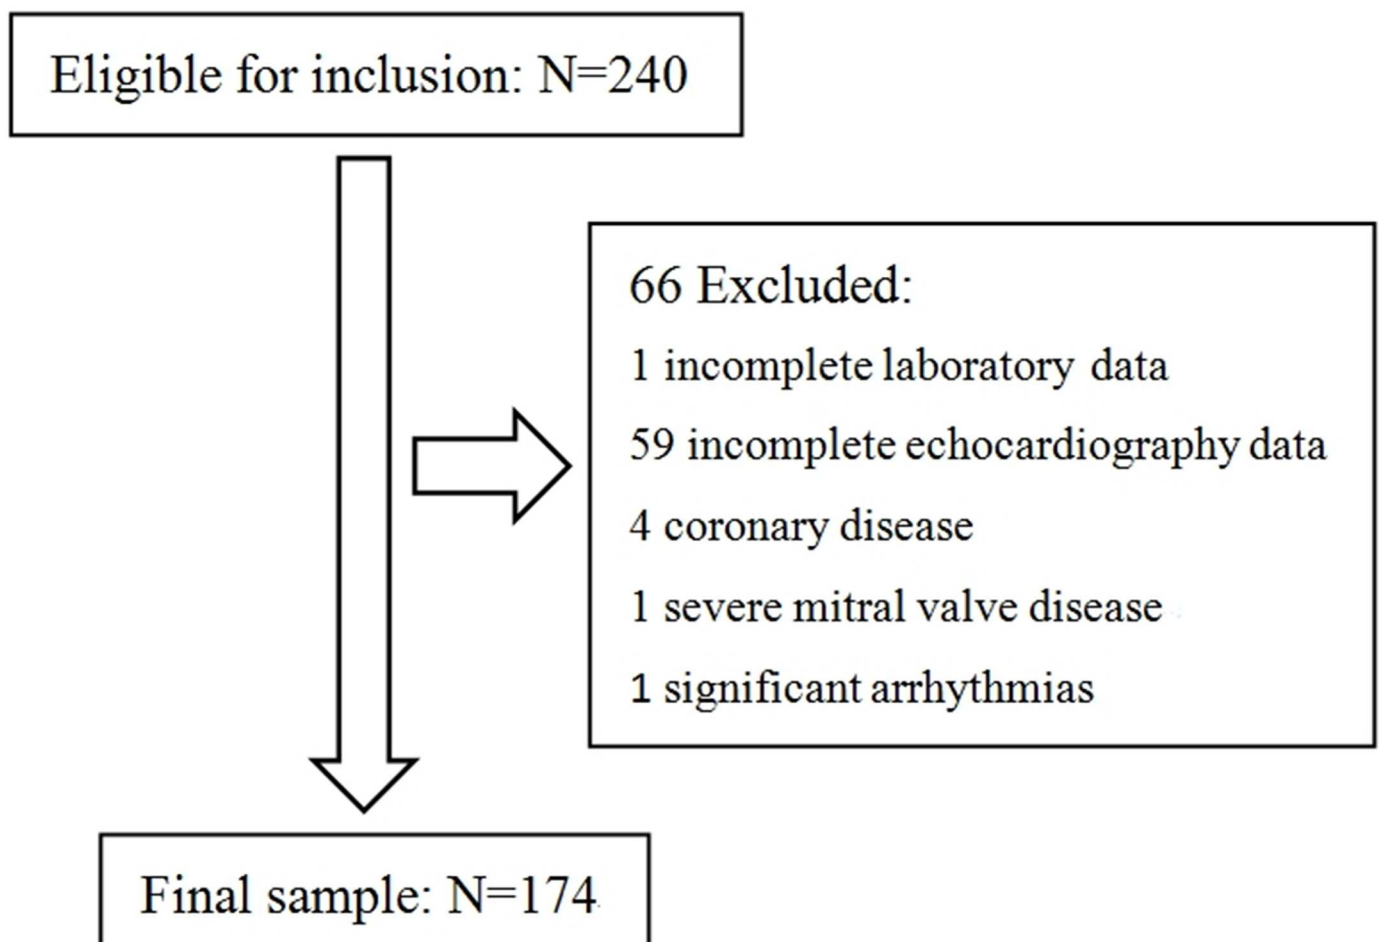 Eligible for inclusion: N=240
66 Excluded:
1 incomplete laboratory data
59 incomplete echocardiography data
4 coronary disease
1 severe mitral valve disease
1 significant arrhythmias
Final sample: N=174